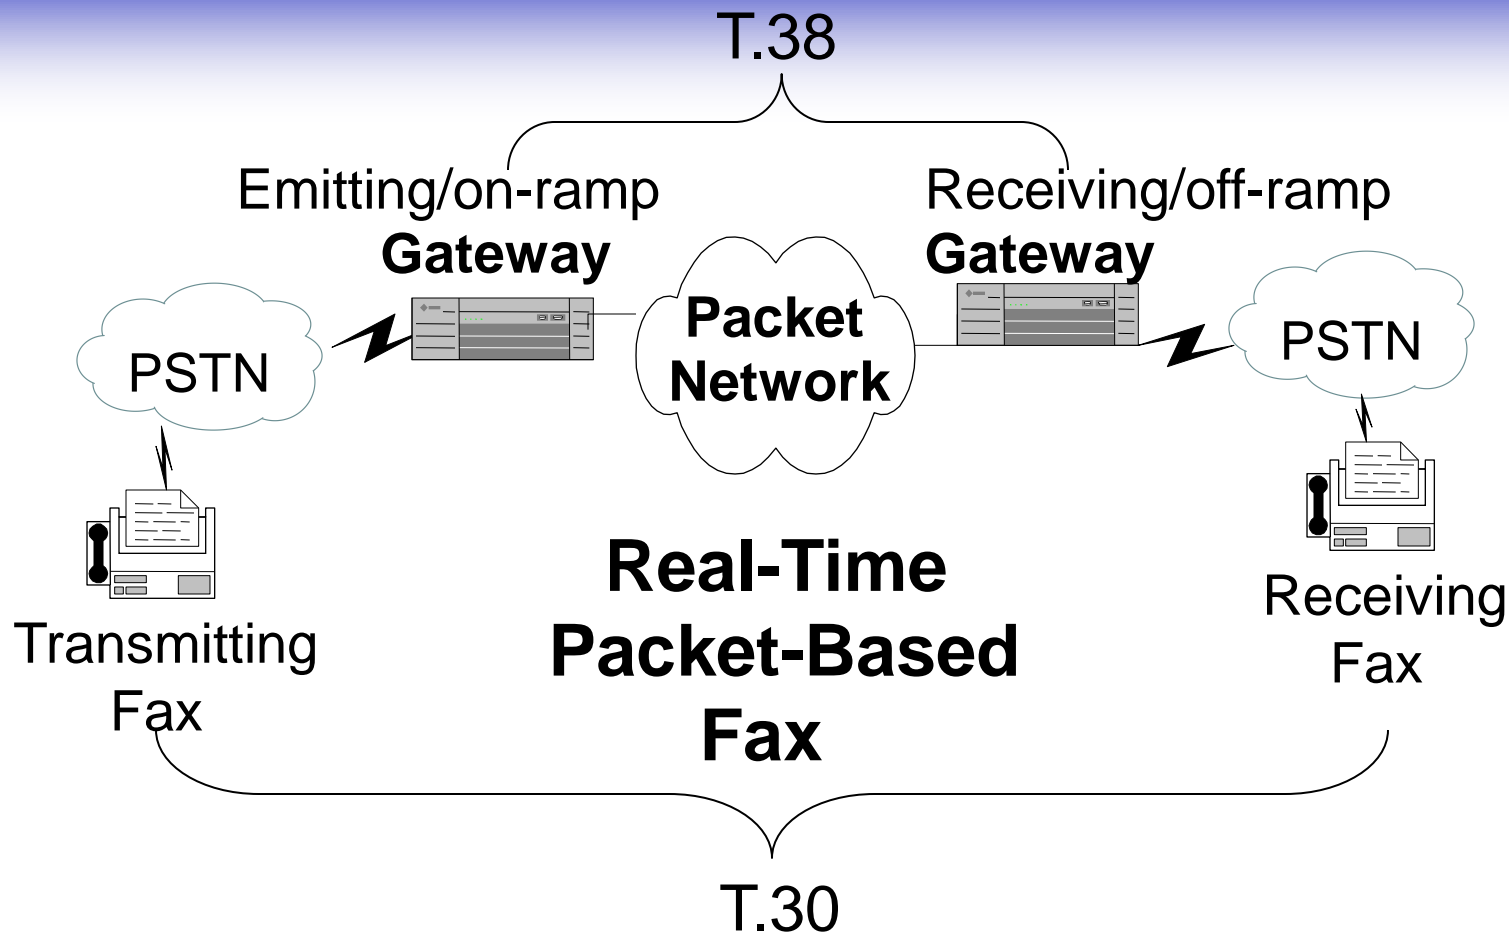 T.38
Emitting/on-ramp
Gateway
Receiving/off-ramp
Gateway
PSTN
Packet
Network
PSTN
Transmitting
Fax
Real-Time
Packet-Based
Fax
Receiving
Fax
T.30